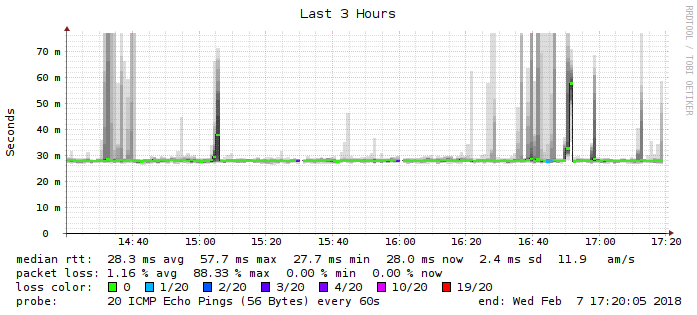 Last 3 Hours
RRDTOOL / TOBI OETIKER
Seconds
70 m
60 m
50 m
40 m
30 m
20 m
10 m
0
14:40 15:00 15:20 15:40 16:00 16:20 16:40 17:00 17:20
median rtt: 28.3 ms avg 57.7 ms max 27.7 ms min 28.0 ms now 2.4 ms sd 11.9 am/s
packet loss: 1.16 % avg 88.33 % max 0.00 % min 0.00 % now
loss color: 0 1/20 2/20 3/20 4/20 10/20 19/20
probe: 20 ICMP Echo Pings (56 Bytes) every 60s end: Wed Feb 7 17:20:05 2018